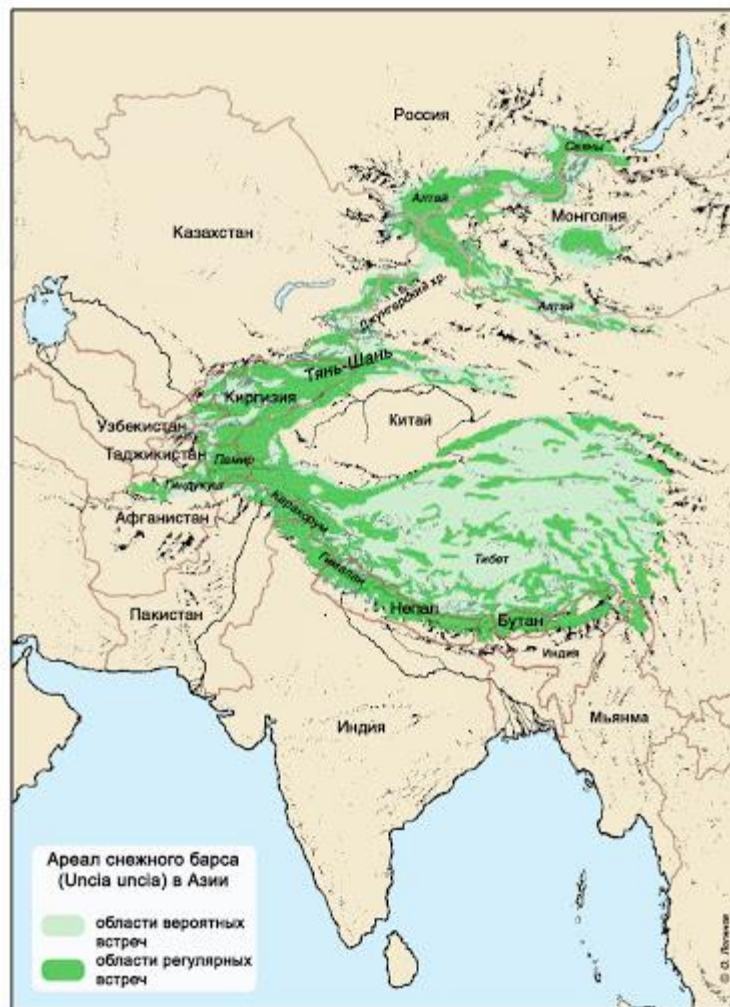 Россия
Саяны
Алтай
Монголия
Казахстан
Джунгарский хр.
Алтай
Тянь-Шань
Киргизия
Китай
Узбекистан
Таджикистан
Памир
Гиндукуш
Афганистан
Каракорум
Тибет
Гималаи
Непал
Бутан
Пакистан
Индия
Мьянма
Индия
Ареал снежного барса
(Uncia uncia) в Азии
области вероятных
встреч
области регулярных
встреч
© О. Логинов